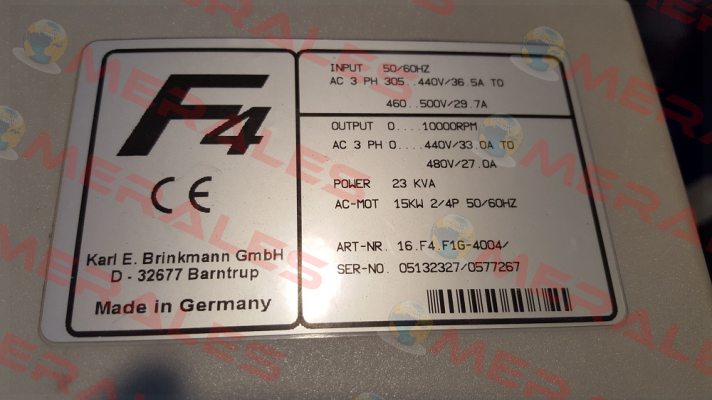 F4
CE
Karl E. Brinkmann GmbH
D - 32677 Barntrup
Made in Germany
INPUT 50/60HZ
AC 3 PH 305..440V/36.5A TO
460..500V/29.7A
OUTPUT 0....10000RPM
AC 3 PH 0...440V/33.0A TO
480V/27.0A
POWER 23 KVA
AC-MOT 15KW 2/4P 50/60HZ
ART-NR. 16.F4.F1G-4004/
SER-NO. 05132327/0577267
MERALES
OMERALES